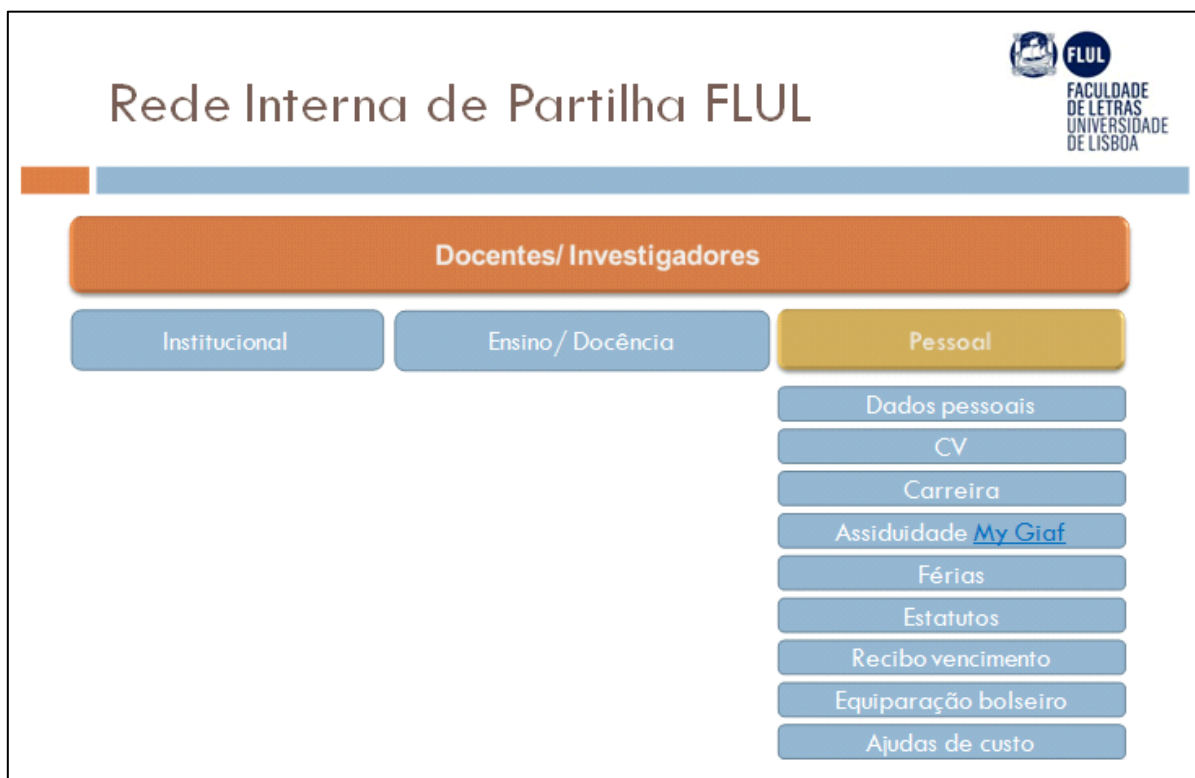 Rede Interna de Partilha FLUL
FLUL
FACULDADE
DE LETRAS
UNIVERSIDADE
DE LISBOA
Docentes/ Investigadores
Institucional
Ensino/ Docência
Pessoal
Dados pessoais
CV
Carreira
Assiduidade My Giaf
Férias
Estatutos
Recibo vencimento
Equiparação bolseiro
Ajudas de custo